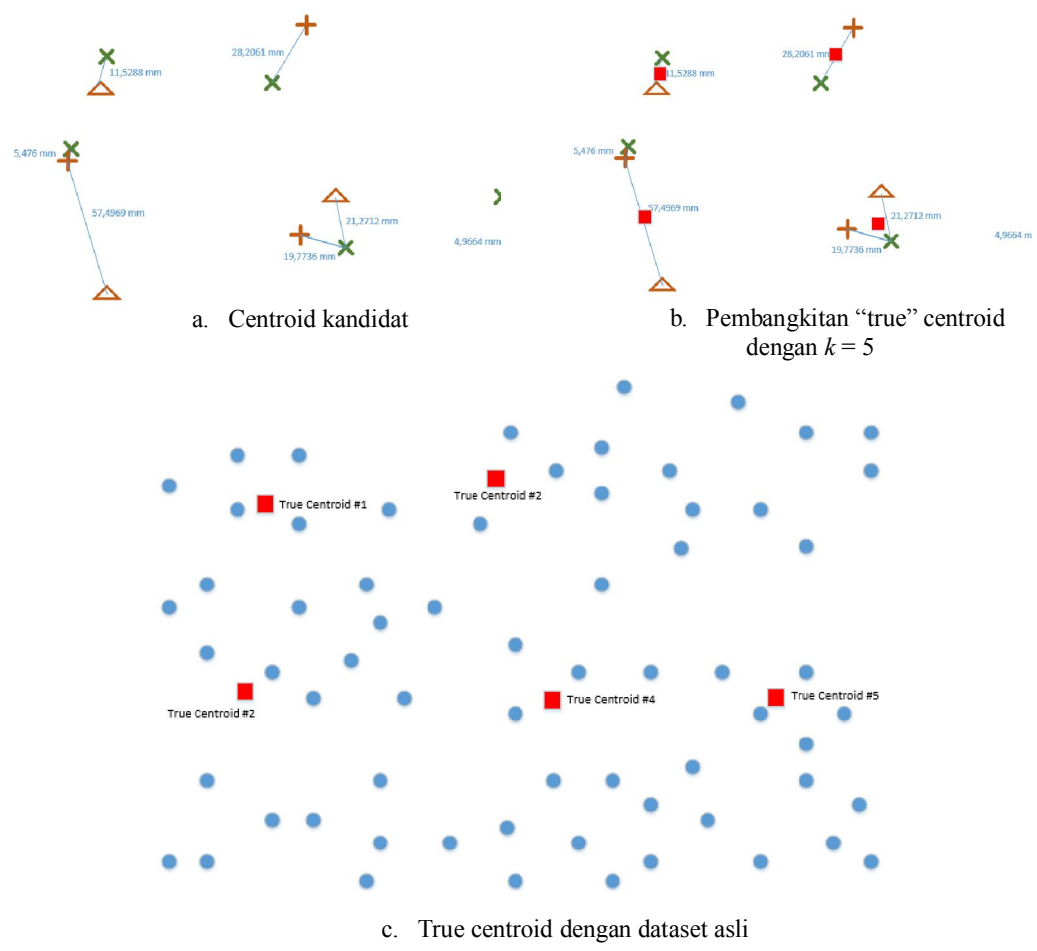 28,2061 mm
11,5288 mm
5,476 mm
57,4969 mm
21,2712 mm
19,7736 mm
4,9664 mm
a. Centroid kandidat
28,2061 mm
11,5288 mm
5,476 mm
57,4969 mm
21,2712 mm
19,7736 mm
4,9664 m
b. Pembangkitan “true” centroid
dengan k = 5
True Centroid #1
True Centroid #2
True Centroid #2
True Centroid #4
True Centroid #5
c. True centroid dengan dataset asli